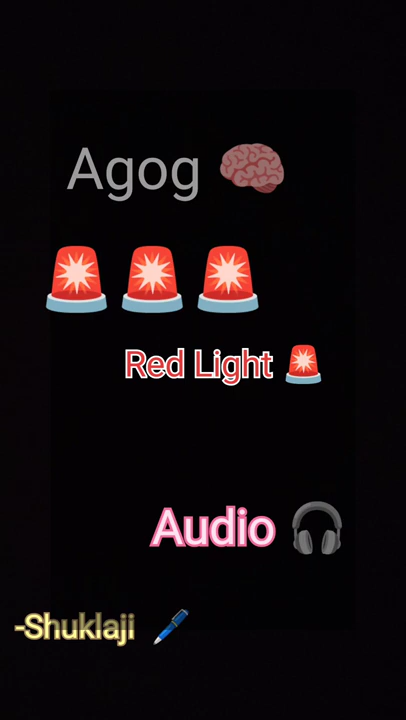 Agog 🧠
🚨🚨🚨
Red Light 🚨
Audio 🎧
-Shuklaji 🖊️